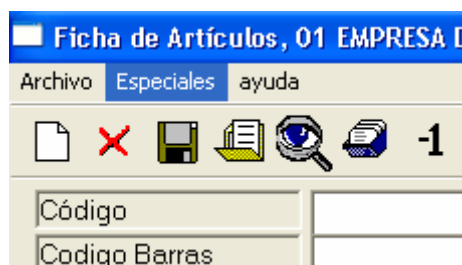 Ficha de Artículos, 01 EMPRESA
Archivo Especiales ayuda
-1
Código
Codigo Barras